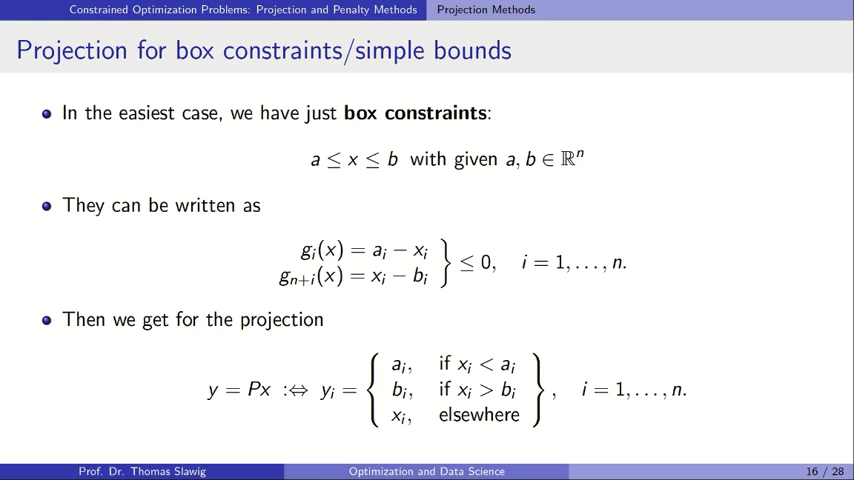 Constrained Optimization Problems: Projection and Penalty Methods Projection Methods
Projection for box constraints/simple bounds
In the easiest case, we have just box constraints:
a ≤ x ≤ b with given a, b ∈ ℝⁿ
They can be written as
gᵢ(x) = aᵢ − xᵢ
gₙ₊ᵢ(x) = xᵢ − bᵢ } ≤ 0, i = 1, . . . , n.
Then we get for the projection
y = Px :⇔ yᵢ = { aᵢ, if xᵢ < aᵢ
bᵢ, if xᵢ > bᵢ
xᵢ, elsewhere } , i = 1, . . . , n.
Prof. Dr. Thomas Slawig Optimization and Data Science 16 / 28